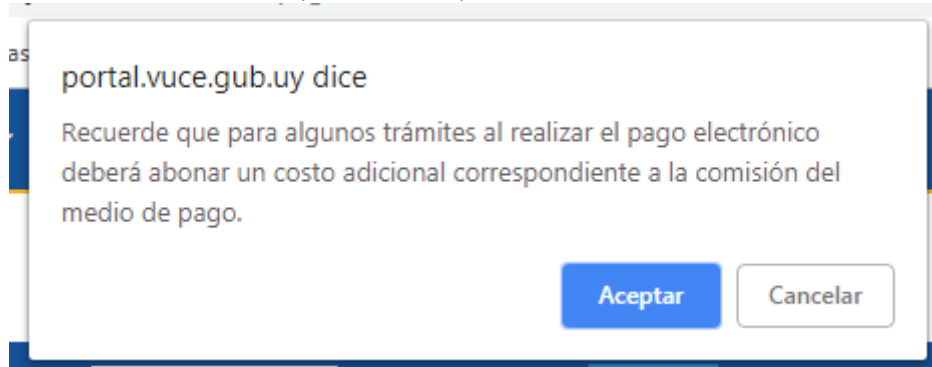 as
portal.vuce.gub.uy dice
Recuerde que para algunos trámites al realizar el pago electrónico
deberá abonar un costo adicional correspondiente a la comisión del
medio de pago.
Aceptar
Cancelar